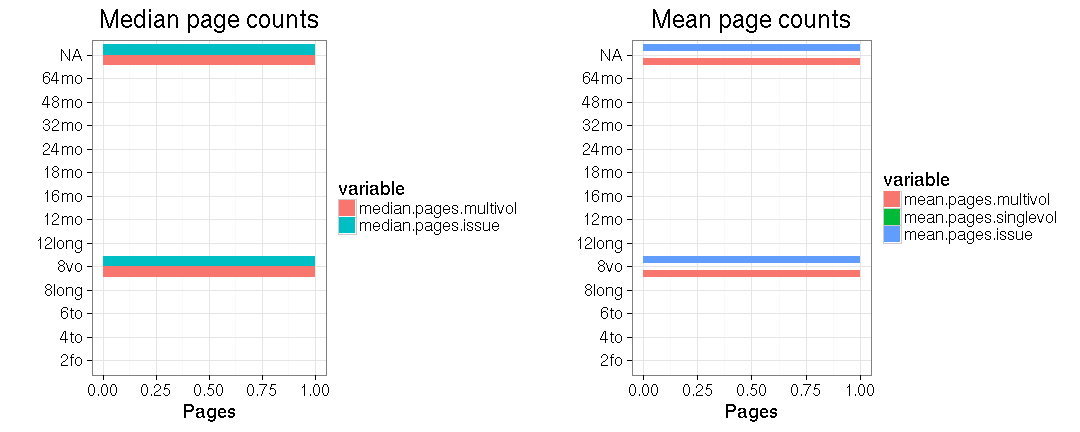 Median page counts
NA
64mo
48mo
32mo
24mo
18mo
16mo
12mo
12long
8vo
8long
6to
4to
2fo
0.00 0.25 0.50 0.75 1.00
Pages
variable
median.pages.multivol
median.pages.issue
Mean page counts
NA
64mo
48mo
32mo
24mo
18mo
16mo
12mo
12long
8vo
8long
6to
4to
2fo
0.00 0.25 0.50 0.75 1.00
Pages
variable
mean.pages.multivol
mean.pages.singlevol
mean.pages.issue